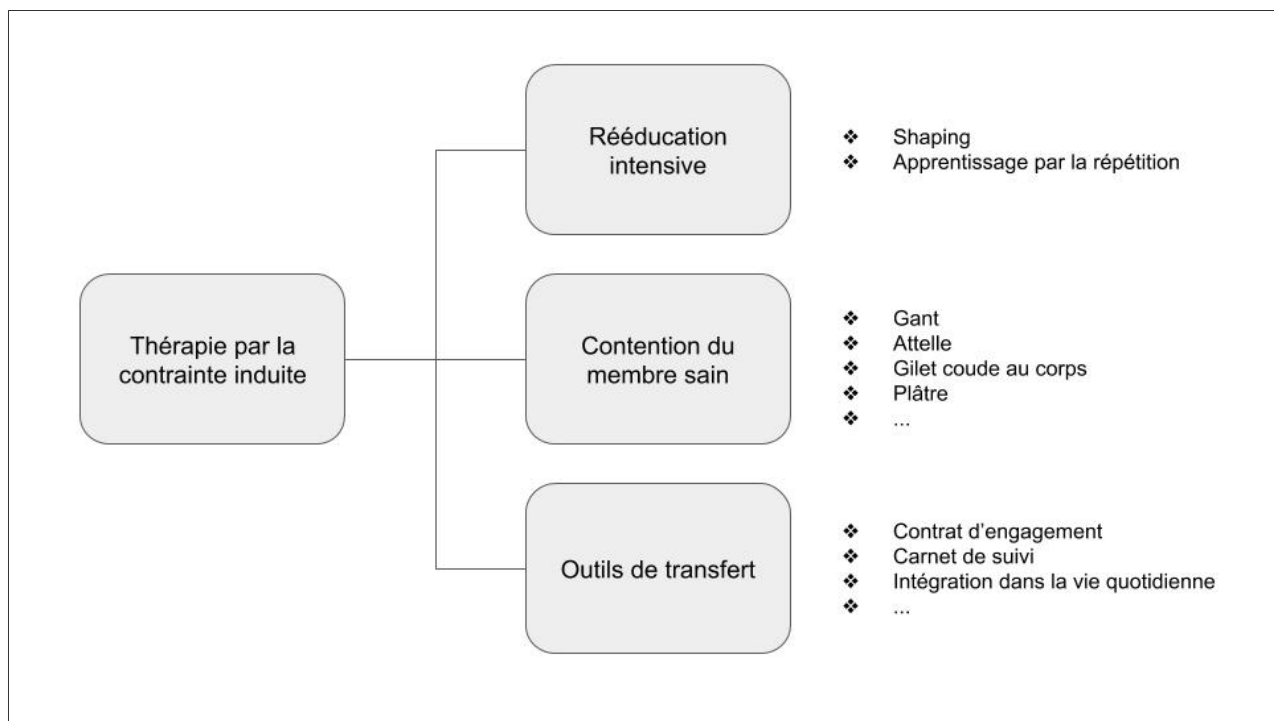 Rééducation
intensive
❖ Shaping
❖ Apprentissage par la répétition
Thérapie par la
contrainte induite
Contention du
membre sain
❖ Gant
❖ Attelle
❖ Gilet coude au corps
❖ Plâtre
❖ ...
Outils de transfert
❖ Contrat d’engagement
❖ Carnet de suivi
❖ Intégration dans la vie quotidienne
❖ ...